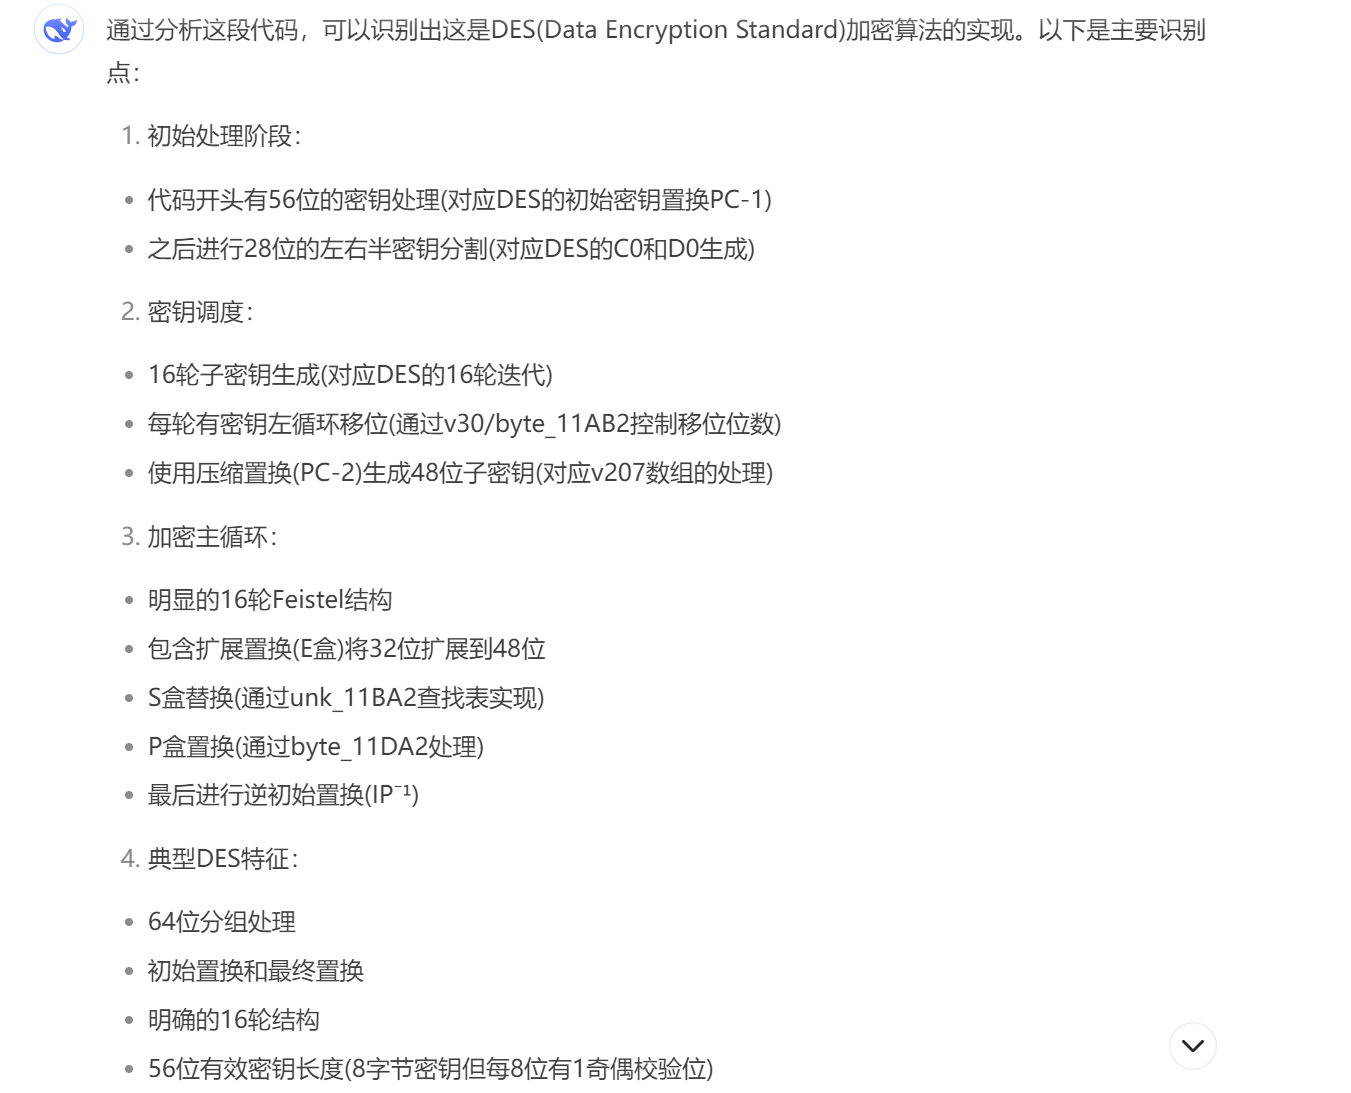 通过分析这段代码，可以识别出这是DES(Data Encryption Standard)加密算法的实现。以下是主要识别
点：
1. 初始处理阶段：
• 代码开头有56位的密钥处理(对应DES的初始密钥置换PC-1)
• 之后进行28位的左右半密钥分割(对应DES的C0和D0生成)
2. 密钥调度：
• 16轮子密钥生成(对应DES的16轮迭代)
• 每轮有密钥左循环移位(通过v30/byte_11AB2控制移位位数)
• 使用压缩置换(PC-2)生成48位子密钥(对应v207数组的处理)
3. 加密主循环：
• 明显的16轮Feistel结构
• 包含扩展置换(E盒)将32位扩展到48位
• S盒替换(通过unk_11BA2查找表实现)
• P盒置换(通过byte_11DA2处理)
• 最后进行逆初始置换(IP⁻¹)
4. 典型DES特征：
• 64位分组处理
• 初始置换和最终置换
• 明确的16轮结构
• 56位有效密钥长度(8字节密钥但每8位有1奇偶校验位)